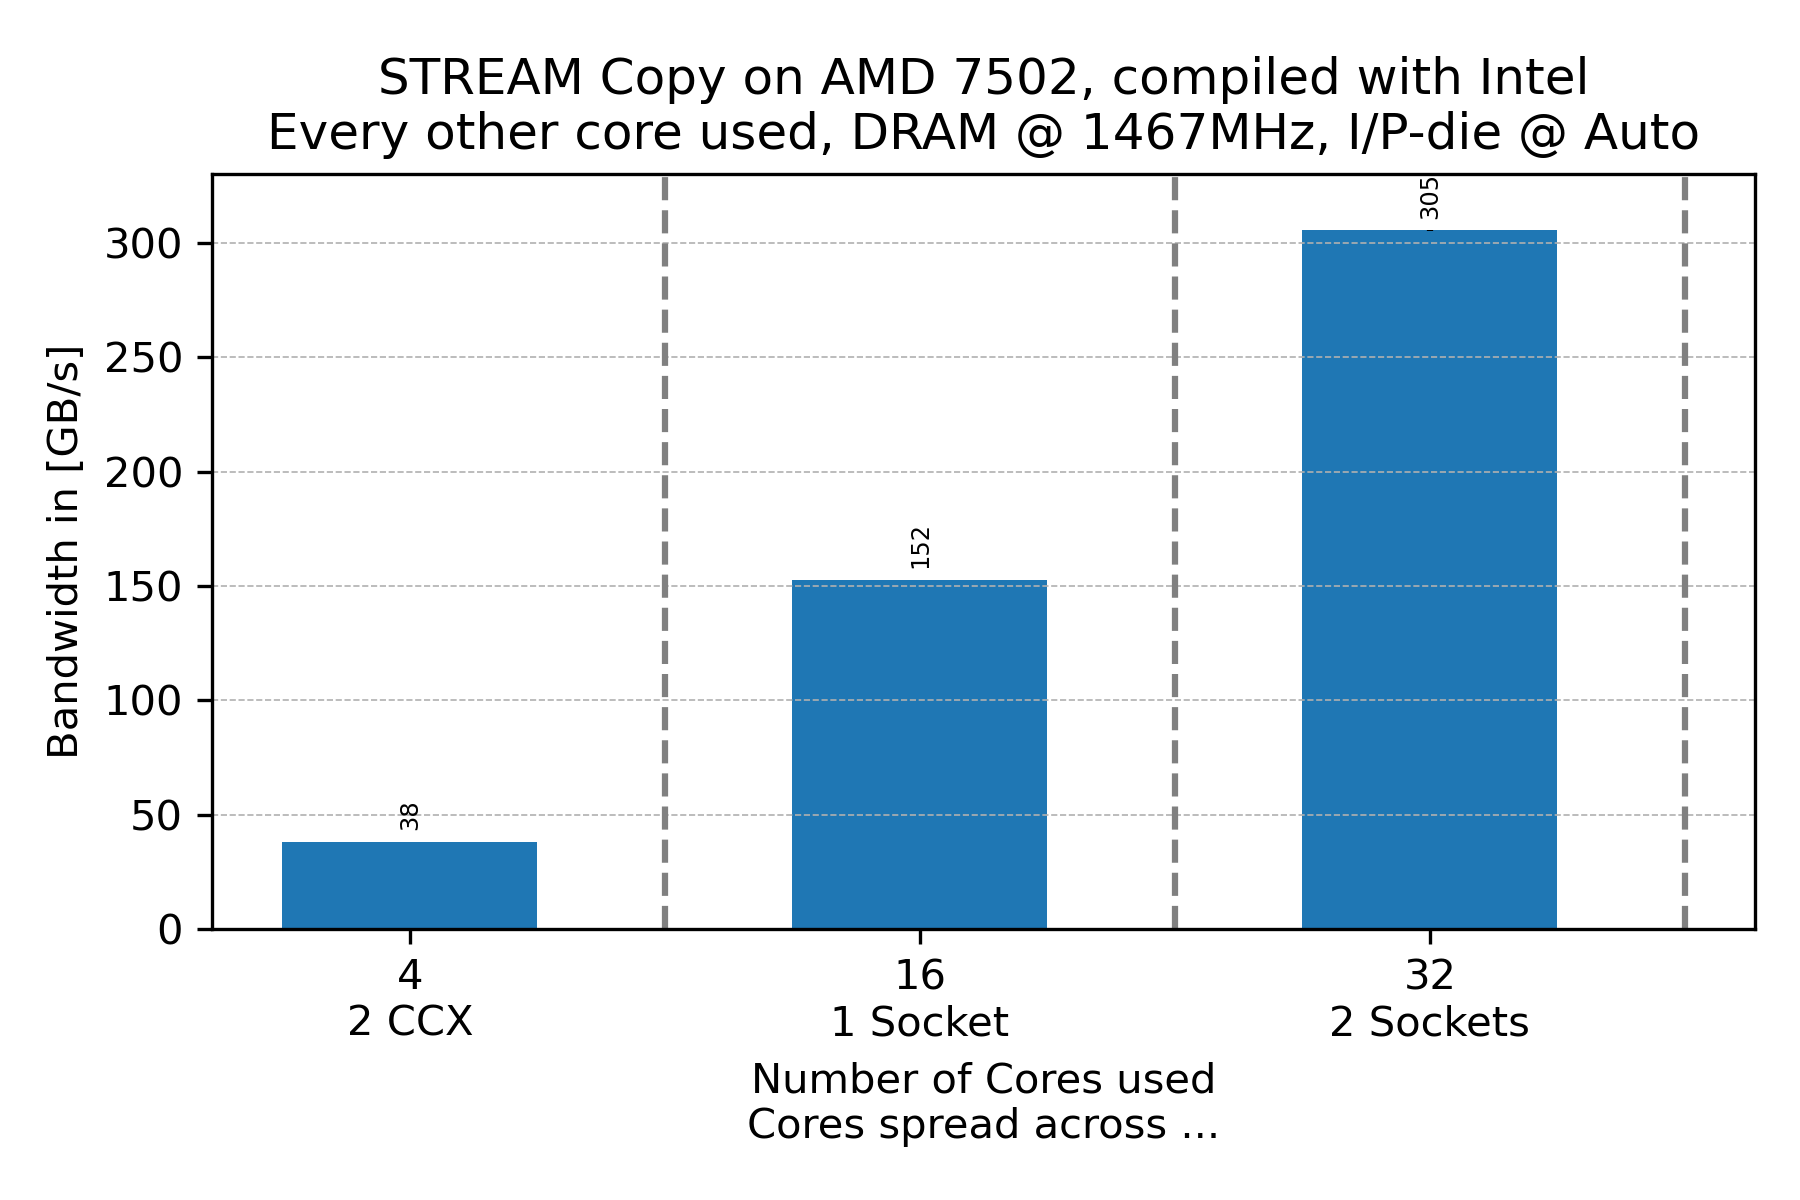 STREAM Copy on AMD 7502, compiled with Intel
Every other core used, DRAM @ 1467MHz, I/P-die @ Auto
Bandwidth in [GB/s]
300
250
200
150
100
50
0
38
152
305
4
2 CCX
16
1 Socket
32
2 Sockets
Number of Cores used
Cores spread across ...